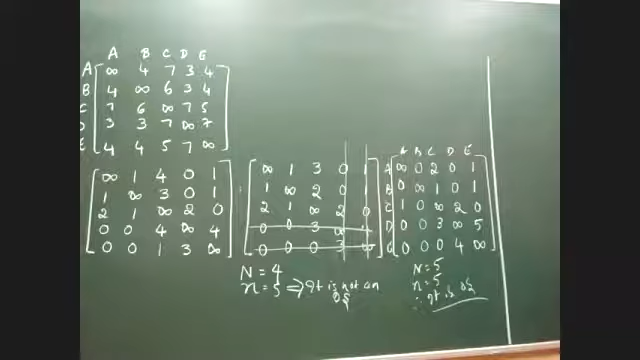 A B C D E
A ∞ 4 7 3 4
B 4 ∞ 6 3 4
C 7 6 ∞ 7 5
D 3 3 7 ∞ 7
E 4 4 5 7 ∞
∞ 1 4 0 1
1 ∞ 3 0 1
2 1 ∞ 2 0
0 0 4 ∞ 4
0 0 1 3 ∞
∞ 1 3 0 1
1 ∞ 2 0 1
2 1 ∞ 2 0
0 0 3 ∞
0 0 0 3 ∞
N = 4
n = 5 ⇒ It is not an
OS
A B C D E
A ∞ 0 2 0 1
B 0 ∞ 1 0 1
C 1 0 ∞ 2 0
D 0 0 3 ∞ 5
0 0 0 4 ∞
N = 5
n = 5
∴ It is OS